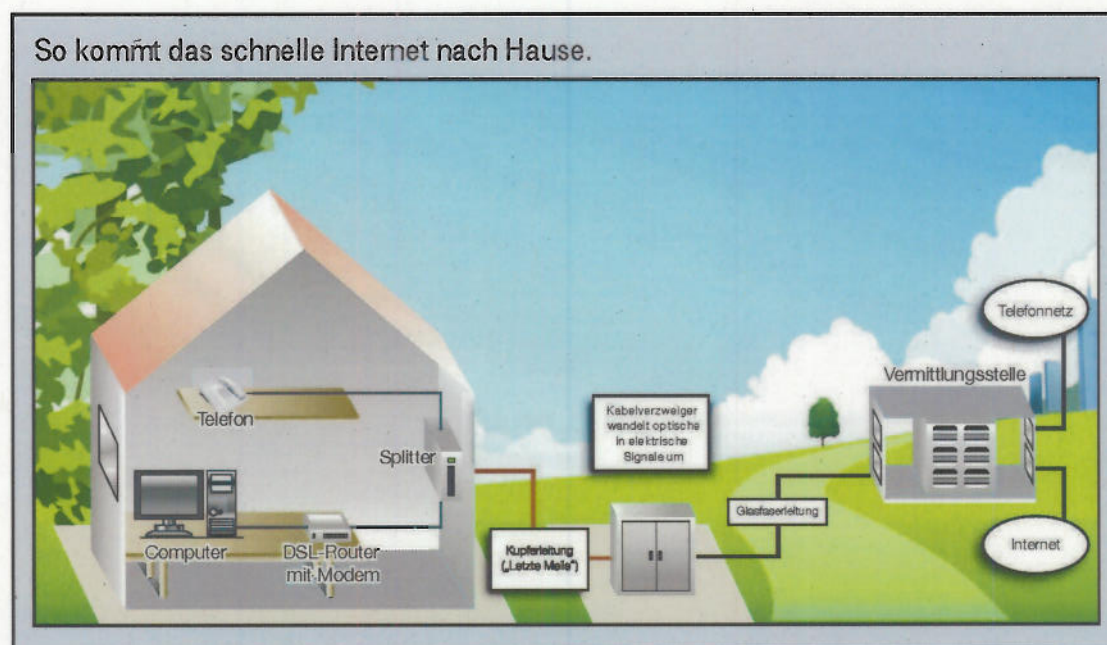 So kommt das schnelle Internet nach Hause.
Telefon
Splitter
Computer
DSL-Router
mit Modem
Kupferleitung
(„Letzte Meile“)
Kabelverzweiger
wandelt optische
in elektrische
Signale um
Glasfaserleitung
Vermittlungsstelle
Telefonnetz
Internet